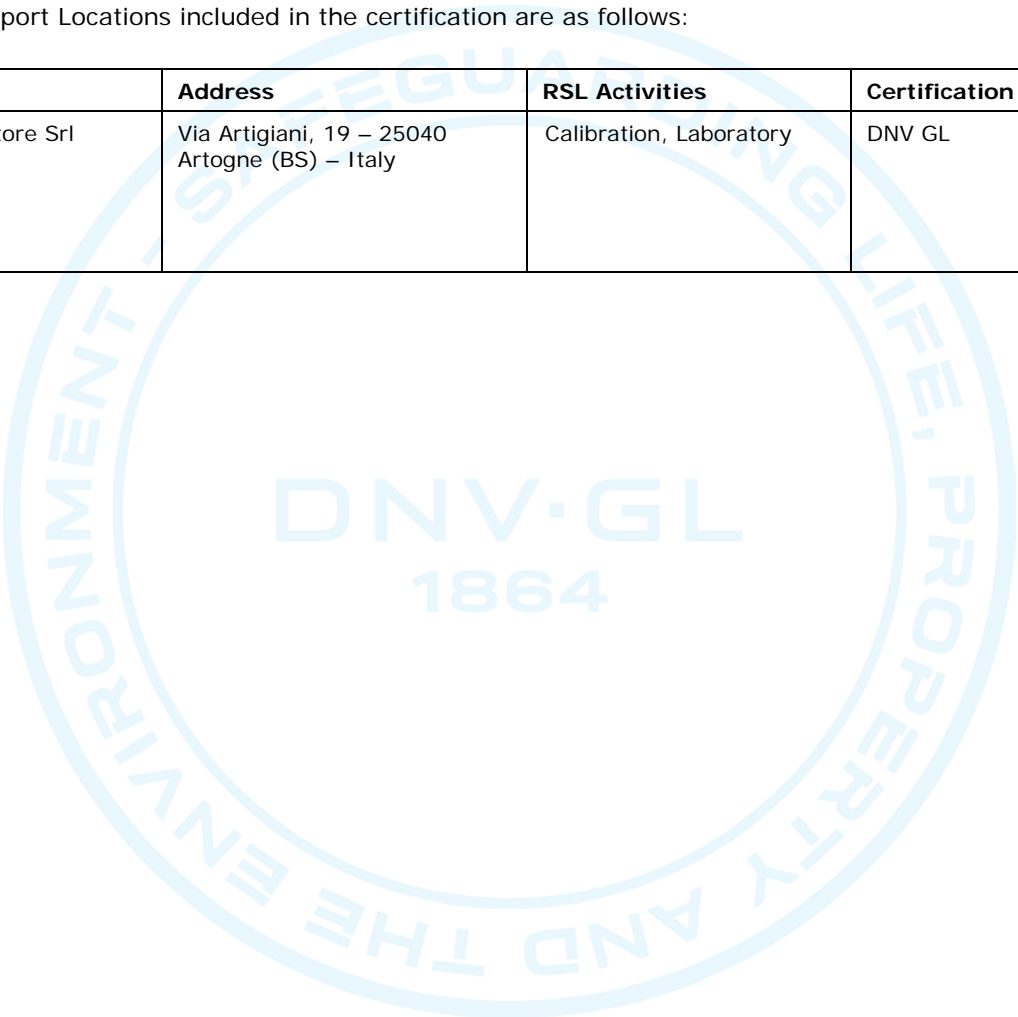 port Locations included in the certification are as follows:
Address RSL Activities Certification
ore Srl Via Artigiani, 19 – 25040 Calibration, Laboratory DNV GL
Artogne (BS) – Italy
SAFEGUARDING LIFE, PROPERTY AND THE ENVIRONMENT -
DNV·GL
1864